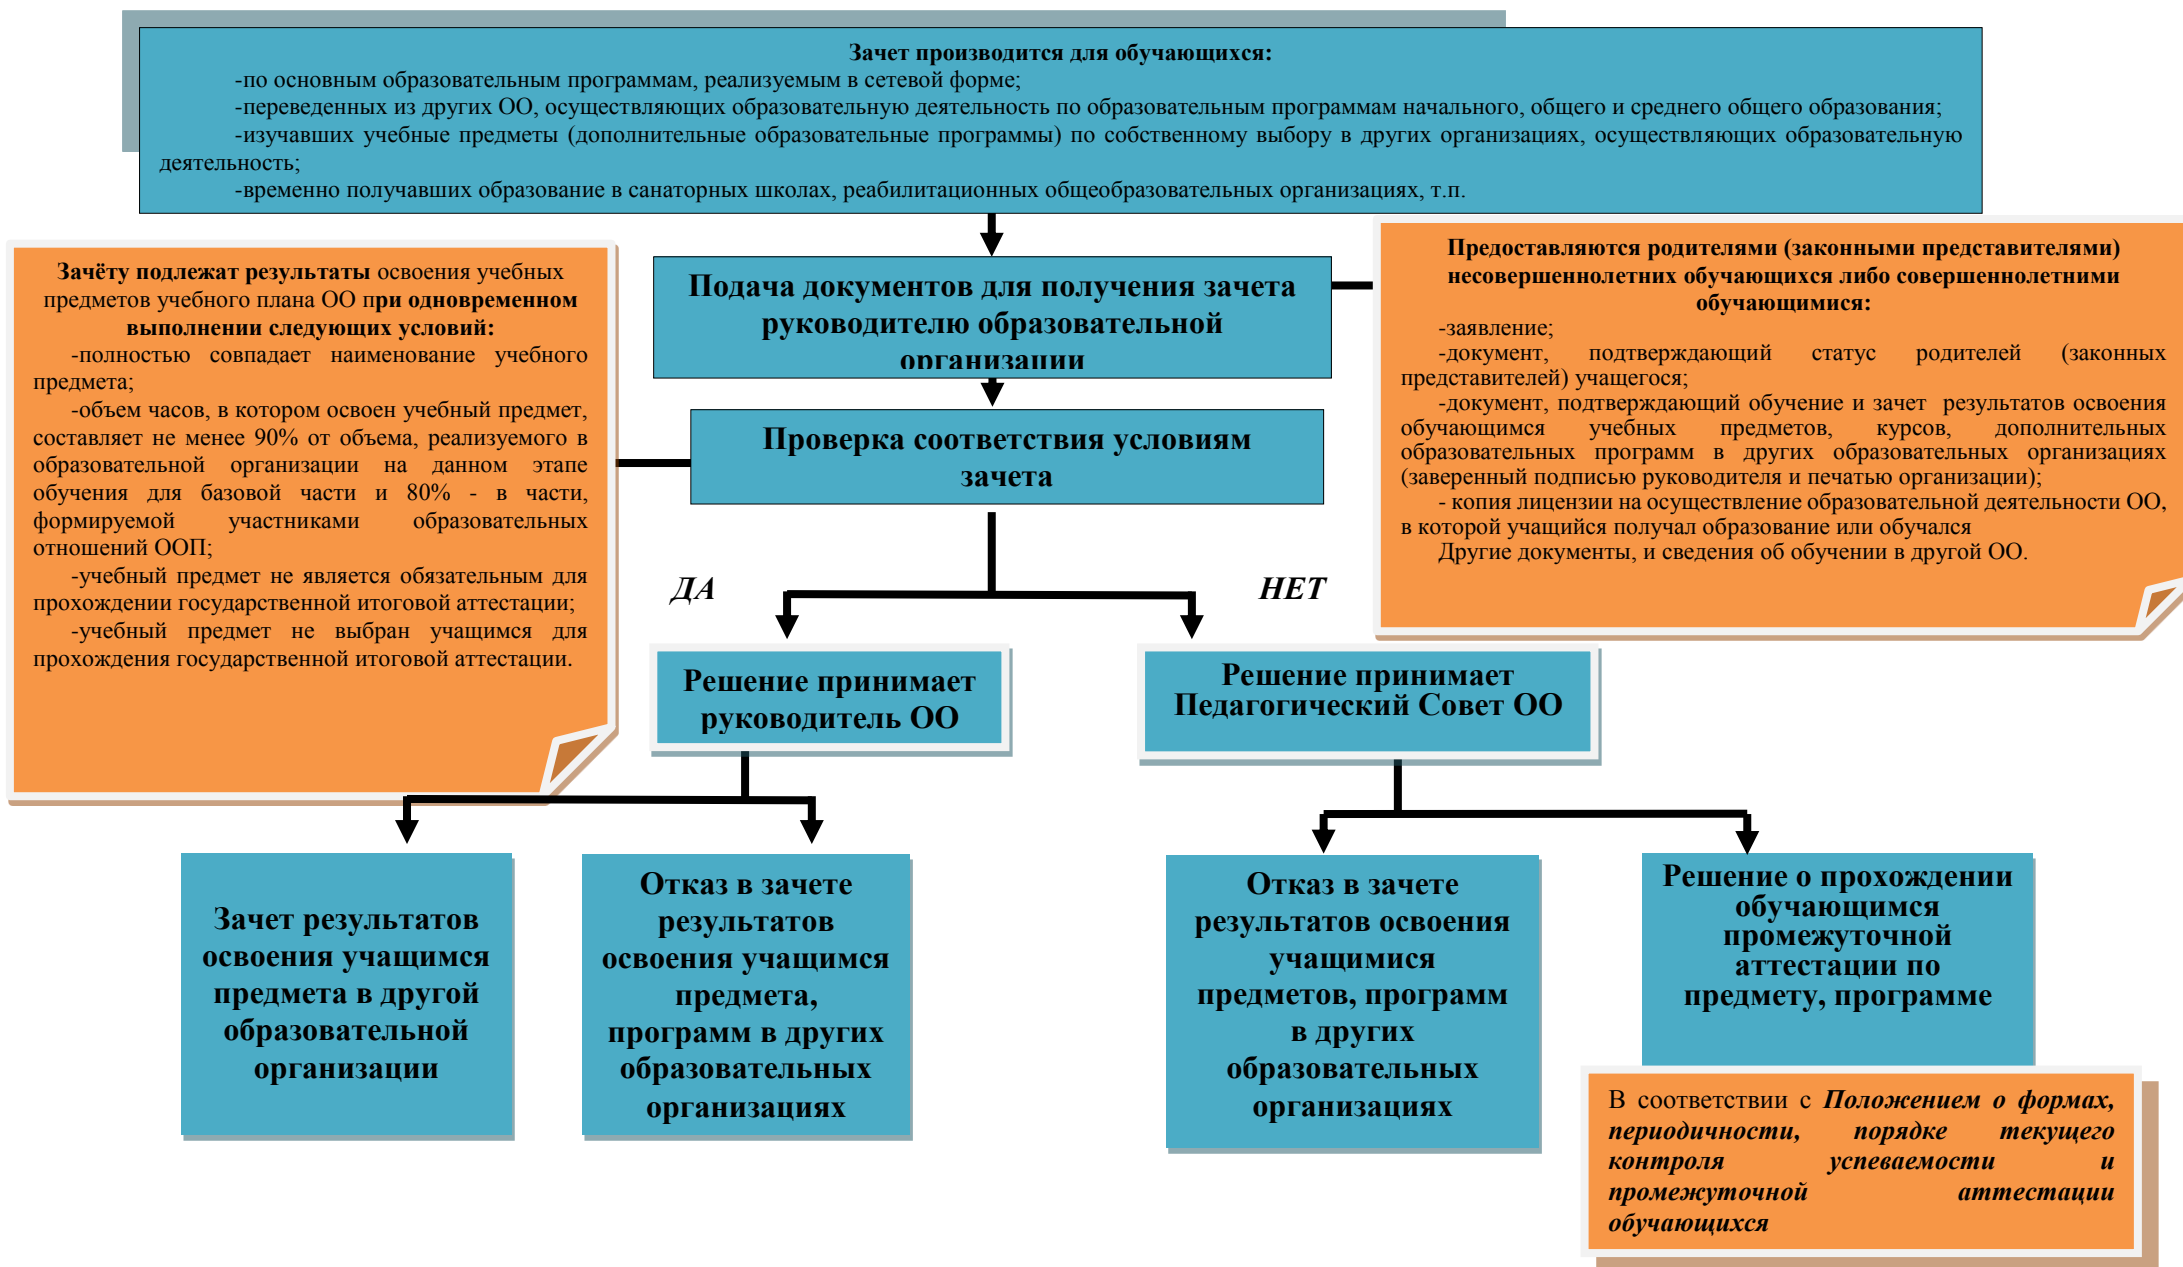 Зачет производится для обучающихся:
-по основным образовательным программам, реализуемым в сетевой форме;
-переведенных из других ОО, осуществляющих образовательную деятельность по образовательным программам начального, общего и среднего общего образования;
-изучавших учебные предметы (дополнительные образовательные программы) по собственному выбору в других организациях, осуществляющих образовательную
деятельность;
-временно получавших образование в санаторных школах, реабилитационных общеобразовательных организациях, т.п.
Зачёту подлежат результаты освоения учебных
предметов учебного плана ОО при одновременном
выполнении следующих условий:
-полностью совпадает наименование учебного
предмета;
-объем часов, в котором освоен учебный предмет,
составляет не менее 90% от объема, реализуемого в
образовательной организации на данном этапе
обучения для базовой части и 80% - в части,
формируемой участниками образовательных
отношений ООП;
-учебный предмет не является обязательным для
прохождении государственной итоговой аттестации;
-учебный предмет не выбран учащимся для
прохождения государственной итоговой аттестации.
Подача документов для получения зачета
руководителю образовательной
организации
Предоставляются родителями (законными представителями)
несовершеннолетних обучающихся либо совершеннолетними
обучающимися:
-заявление;
-документ, подтверждающий статус родителей (законных
представителей) учащегося;
-документ, подтверждающий обучение и зачет результатов освоения
обучающимся учебных предметов, курсов, дополнительных
образовательных программ в других образовательных организациях
(заверенный подписью руководителя и печатью организации);
- копия лицензии на осуществление образовательной деятельности ОО,
в которой учащийся получал образование или обучался
Другие документы, и сведения об обучении в другой ОО.
Проверка соответствия условиям
зачета
ДА
НЕТ
Решение принимает
руководитель ОО
Решение принимает
Педагогический Совет ОО
Зачет результатов
освоения учащимся
предмета в другой
образовательной
организации
Отказ в зачете
результатов
освоения учащимся
предмета,
программ в других
образовательных
организациях
Отказ в зачете
результатов освоения
учащимися
предметов, программ
в других
образовательных
организациях
Решение о прохождении
обучающимся
промежуточной
аттестации по
предмету, программе
В соответствии с Положением о формах,
периодичности, порядке текущего
контроля успеваемости и
промежуточной аттестации
обучающихся